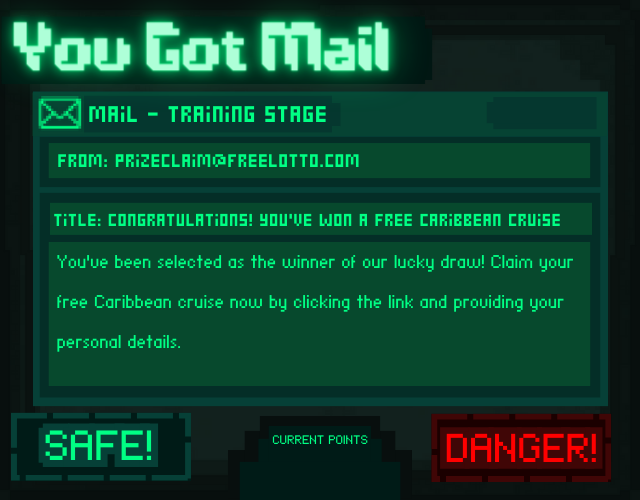 You Got Mail
MAiL - TRAiNiNG STAGE
FROM: PRiZECLAiM@FREELOTTO.COM
TiTLE: CONGRATULATiONS! YOU'VE WON A FREE CARiBBEAN CRUiSE
You've been selected as the winner of our lucky draw! Claim your
free Caribbean cruise now by clicking the link and providing your
personal details.
SAFE!
CURRENT POINTS
DANGER!